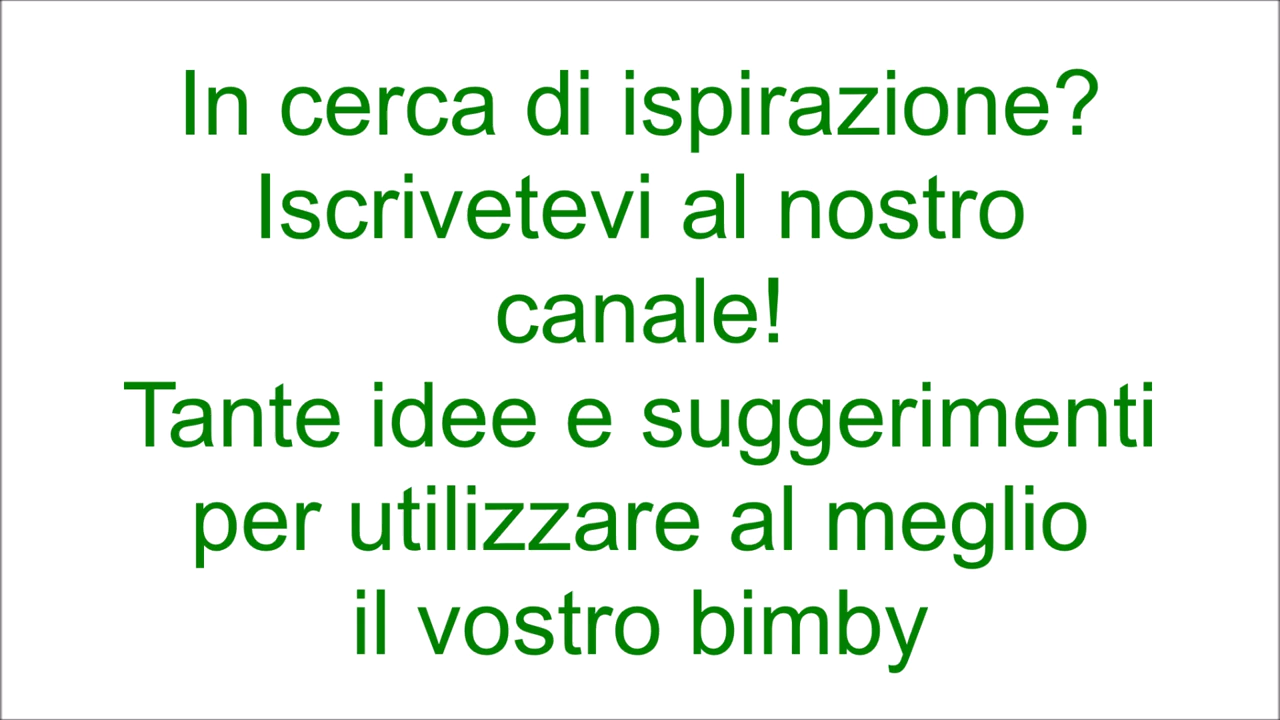 In cerca di ispirazione?
Iscrivetevi al nostro
canale!
Tante idee e suggerimenti
per utilizzare al meglio
il vostro bimby